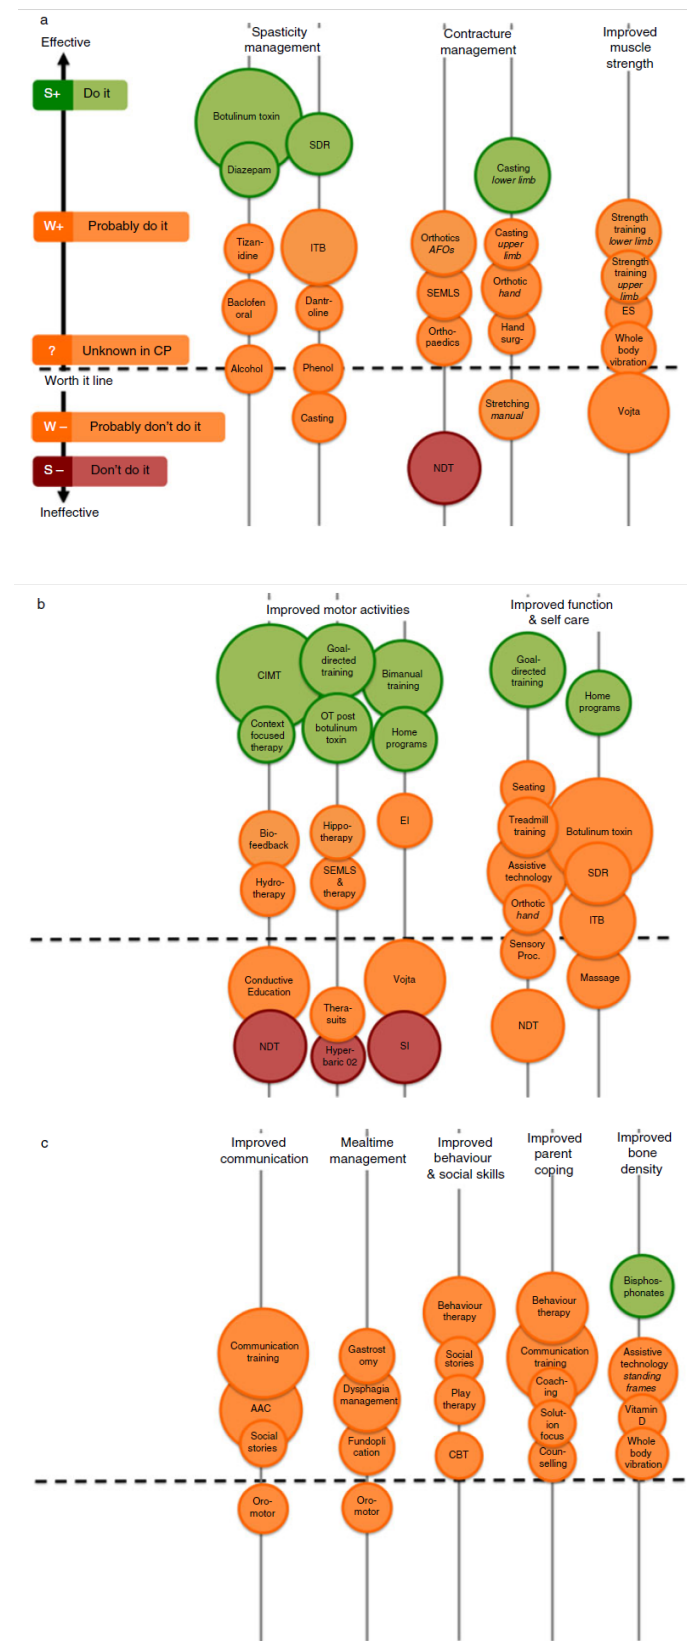 a
Effective
Spasticity
management
Contracture
management
Improved
muscle
strength
S+ Do it
Botulinum toxin
SDR
Diazepam
Casting
lower limb
W+ Probably do it
Tizan-
idine
ITB
Orthotics
AFOs
Casting
upper
limb
Strength
training
lower limb
Baclofen
oral
Dantr-
oline
SEMLS
Orthotic
hand
Strength
training
upper
limb
ES
Ortho-
paedics
Hand
surg-
Whole
body
vibration
? Unknown in CP
Alcohol
Phenol
Worth it line
W – Probably don't do it
Casting
Stretching
manual
Vojta
S – Don't do it
NDT
Ineffective
b
Improved motor activities
Improved function
& self care
CIMT
Goal-
directed
training
Bimanual
training
Goal-
directed
training
Home
programs
Context
focused
therapy
OT post
botulinum
toxin
Home
programs
Seating
Bio-
feedback
Hippo-
therapy
EI
Treadmill
training
Botulinum toxin
Hydro-
therapy
SEMLS
&
therapy
Assistive
technology
SDR
Orthotic
hand
ITB
Sensory
Proc.
Conductive
Education
Vojta
Massage
Thera-
suits
NDT
NDT
Hyper-
baric 02
SI
c
Improved
communication
Mealtime
management
Improved
behaviour
& social skills
Improved
parent
coping
Improved
bone
density
Bisphos-
phonates
Behaviour
therapy
Behaviour
therapy
Communication
training
Gastrost
omy
Social
stories
Communication
training
Assistive
technology
standing
frames
AAC
Dysphagia
management
Play
therapy
Coach-
ing
Vitamin
D
Social
stories
Fundopli
cation
CBT
Solut-
ion
focus
Coun-
selling
Whole
body
vibration
Oro-
motor
Oro-
motor